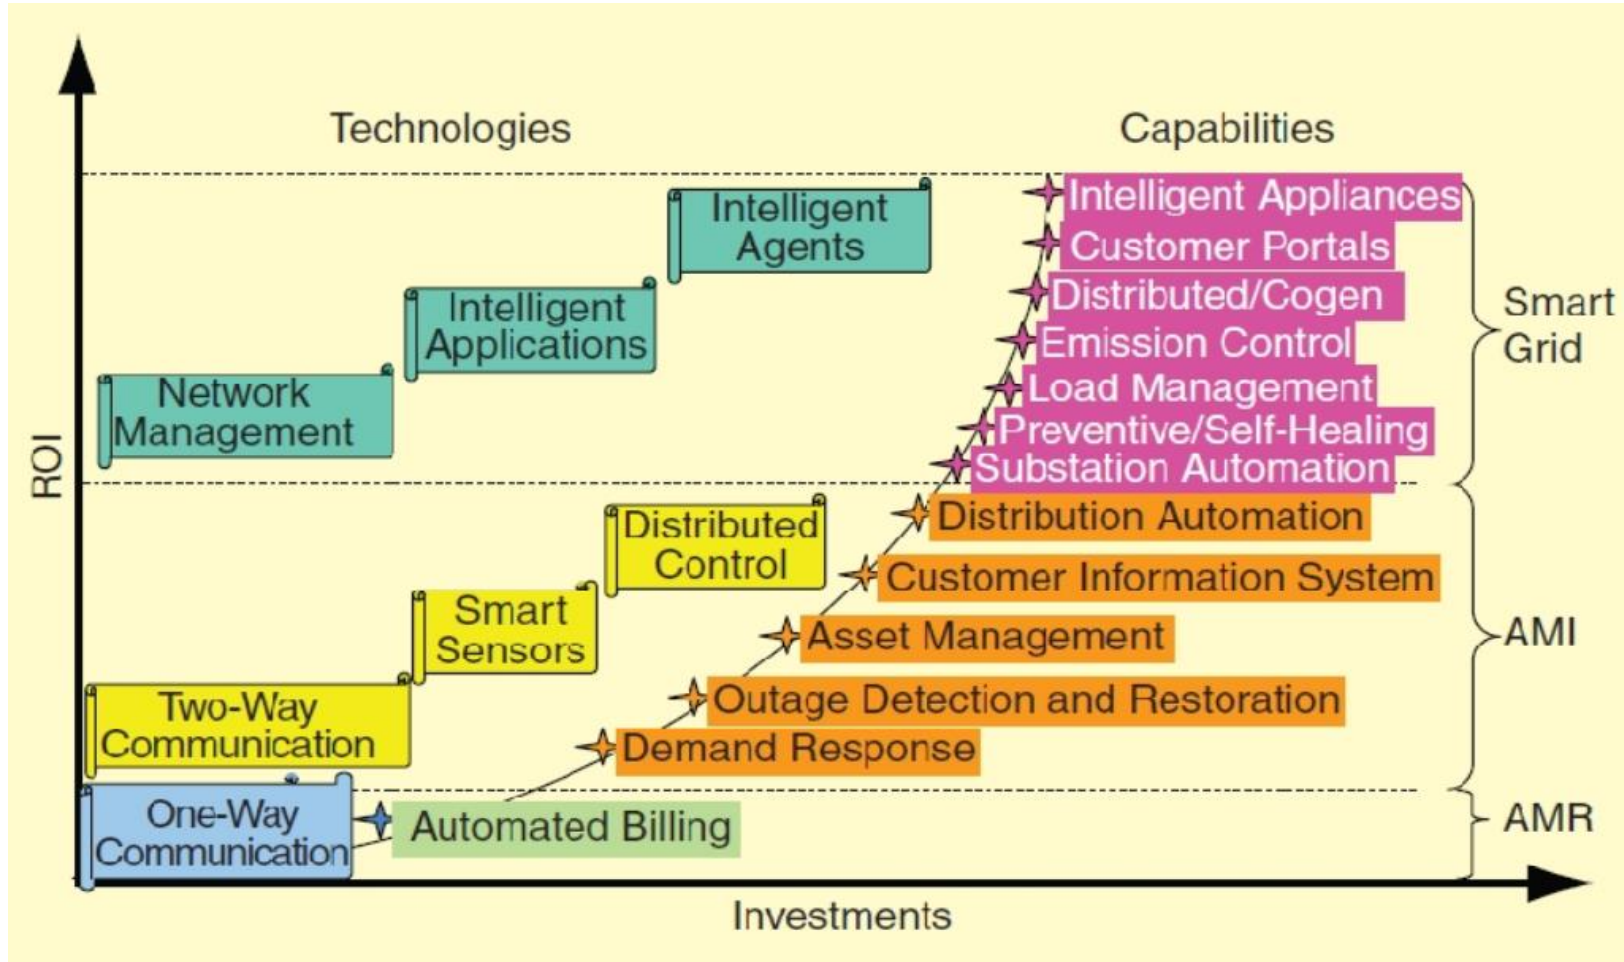 Technologies
Capabilities
Intelligent
Agents
Intelligent
Applications
Network
Management
Intelligent Appliances
Customer Portals
Distributed/Cogen
Emission Control
Load Management
Preventive/Self-Healing
Substation Automation
Smart
Grid
ROI
Distributed
Control
Smart
Sensors
Two-Way
Communication
Distribution Automation
Customer Information System
Asset Management
Outage Detection and Restoration
Demand Response
AMI
One-Way
Communication
Automated Billing
AMR
Investments